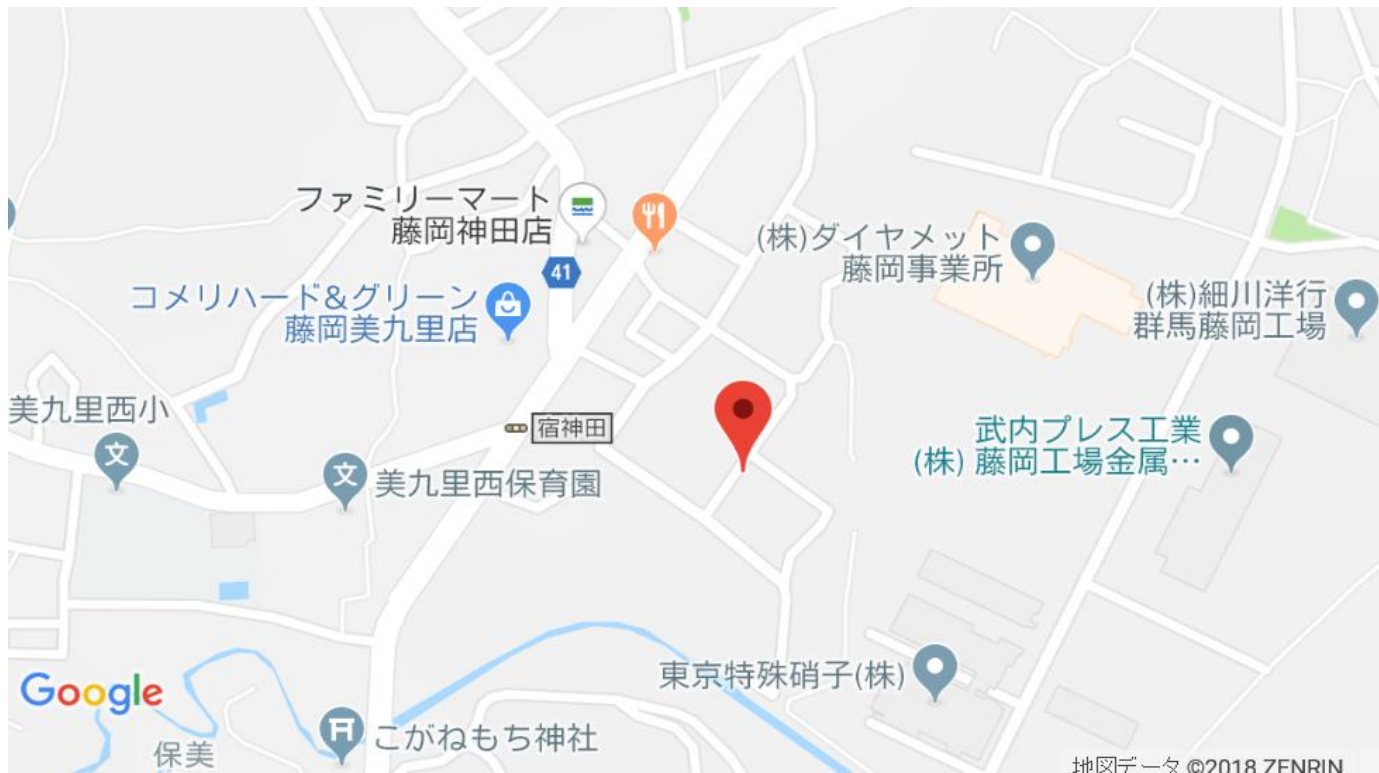 ファミリーマート
藤岡神田店
41
(株)ダイヤメット
藤岡事業所
コメリハード&グリーン
藤岡美九里店
(株)細川洋行
群馬藤岡工場
美九里西小
文
宿神田
武内プレス工業
(株) 藤岡工場金属…
文
美九里西保育園
東京特殊硝子(株)
Google
こがねもち神社
保美
地図データ ©2018 ZENRIN